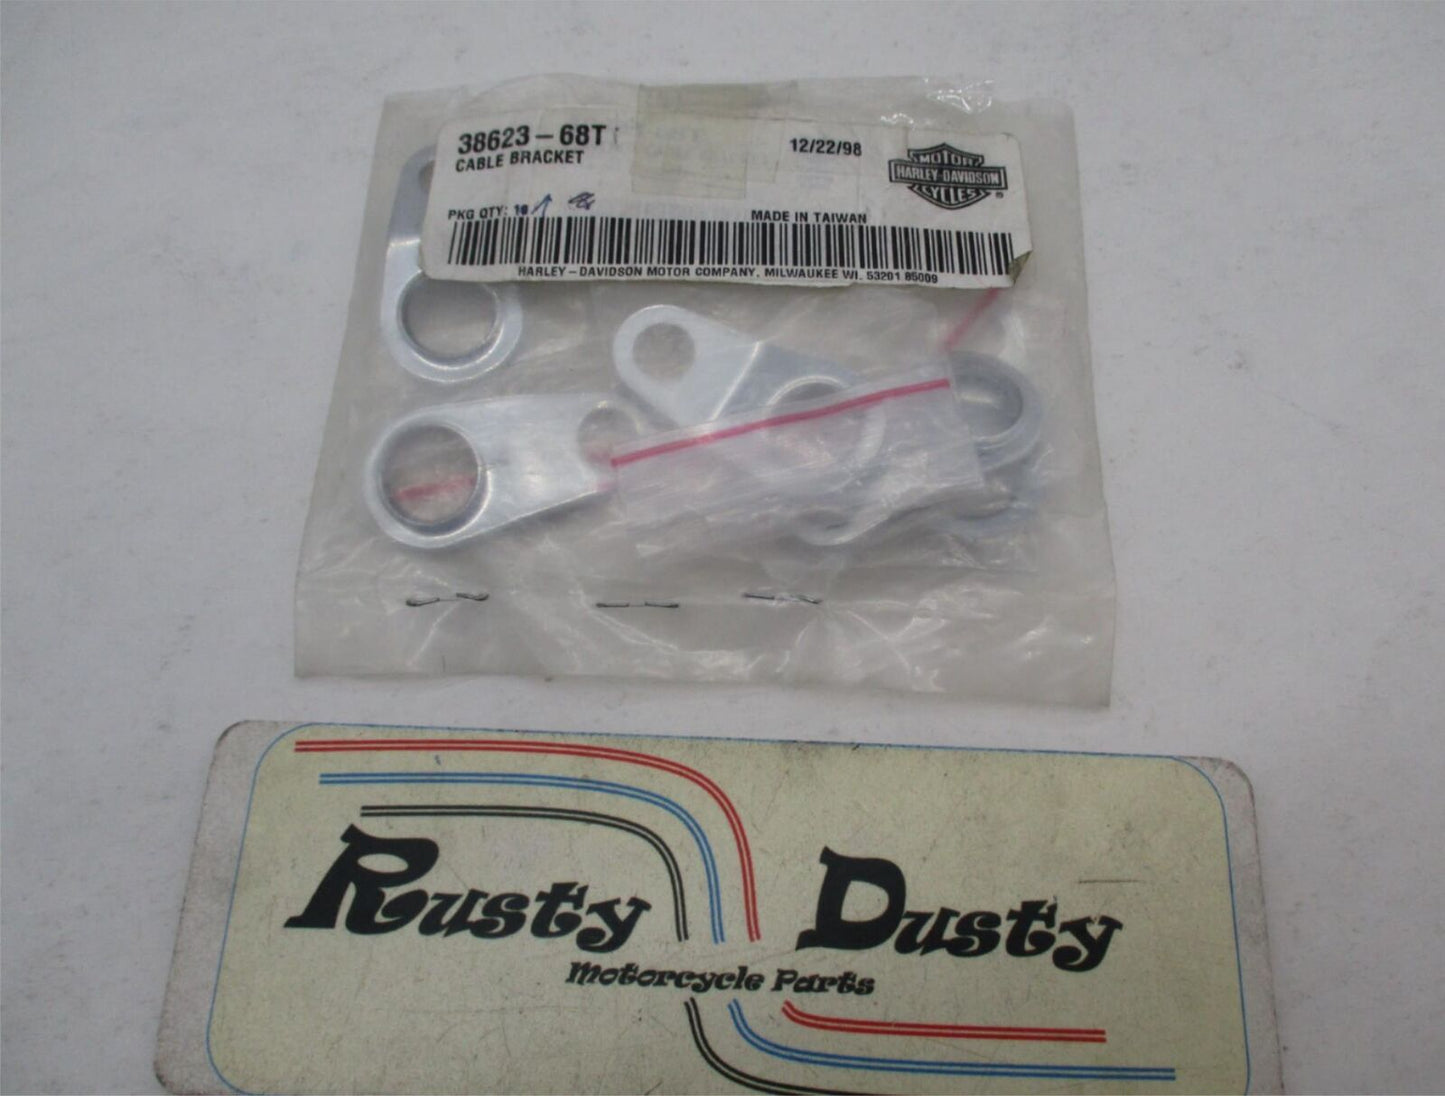 38623-68T
CABLE BRACKET
12/22/98
MOTOR
HARLEY-DAVIDSON
CYCLES
®
PKG QTY: 10
MADE IN TAIWAN
HARLEY-DAVIDSON MOTOR COMPANY, MILWAUKEE WI. 53201 85009
Rusty Dusty
Motorcycle Parts